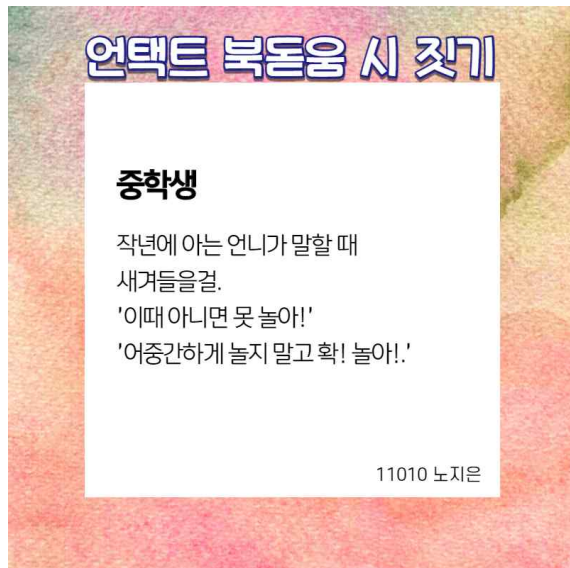 언택트 북돋움 시 짓기
중학생
작년에 아는 언니가 말할 때
새겨들을걸.
'이때 아니면 못 놀아!'
'어중간하게 놀지 말고 확! 놀아!.'
11010 노지은